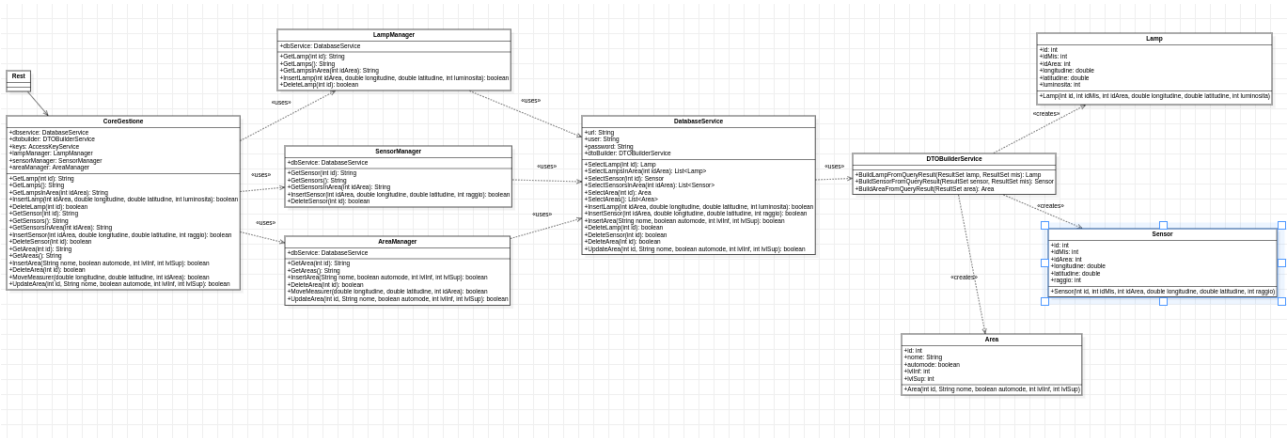 Rest
CoreGestione
+dbservice: DatabaseService
+dtobuilder: DTOBuilderService
+keys: AccessKeyService
+lampManager: LampManager
+sensorManager: SensorManager
+areaManager: AreaManager
+GetLamp(int id): String
+GetLamps(): String
+GetLampsInArea(int idArea): String
+InsertLamp(int idArea, double longitudine, double latitudine, int luminosita): boolean
+DeleteLamp(int id): boolean
+GetSensor(int id): String
+GetSensors(): String
+GetSensorsInArea(int idArea): String
+InsertSensor(int idArea, double longitudine, double latitudine, int raggio): boolean
+DeleteSensor(int id): boolean
+GetArea(int id): String
+GetAreas(): String
+InsertArea(String nome, boolean automode, int lvlInf, int lvlSup): boolean
+DeleteArea(int id): boolean
+MoveMeasurer(double longitudine, double latitudine, int idArea): boolean
+UpdateArea(int id, String nome, boolean automode, int lvlInf, int lvlSup): boolean
«uses»
«uses»
«uses»
LampManager
+dbService: DatabaseService
+GetLamp(int id): String
+GetLamps(): String
+GetLampsInArea(int idArea): String
+InsertLamp(int idArea, double longitudine, double latitudine, int luminosita): boolean
+DeleteLamp(int id): boolean
SensorManager
+dbService: DatabaseService
+GetSensor(int id): String
+GetSensors(): String
+GetSensorsInArea(int idArea): String
+InsertSensor(int idArea, double longitudine, double latitudine, int raggio): boolean
+DeleteSensor(int id): boolean
AreaManager
+dbService: DatabaseService
+GetArea(int id): String
+GetAreas(): String
+InsertArea(String nome, boolean automode, int lvlInf, int lvlSup): boolean
+DeleteArea(int id): boolean
+MoveMeasurer(double longitudine, double latitudine, int idArea): boolean
+UpdateArea(int id, String nome, boolean automode, int lvlInf, int lvlSup): boolean
«uses»
«uses»
«uses»
DatabaseService
+url: String
+user: String
+password: String
+dtoBuilder: DTOBuilderService
+SelectLamp(int id): Lamp
+SelectLampsInArea(int idArea): List<Lamp>
+SelectSensor(int id): Sensor
+SelectSensorsInArea(int idArea): List<Sensor>
+SelectArea(int id): Area
+SelectAreas(): List<Area>
+InsertLamp(int idArea, double longitudine, double latitudine, int luminosita): boolean
+InsertSensor(int idArea, double longitudine, double latitudine, int raggio): boolean
+InsertArea(String nome, boolean automode, int lvlInf, int lvlSup): boolean
+DeleteLamp(int id): boolean
+DeleteSensor(int id): boolean
+DeleteArea(int id): boolean
+UpdateArea(int id, String nome, boolean automode, int lvlInf, int lvlSup): boolean
«uses»
DTOBuilderService
+BuildLampFromQueryResult(ResultSet lamp, ResultSet mis): Lamp
+BuildSensorFromQueryResult(ResultSet sensor, ResultSet mis): Sensor
+BuildAreaFromQueryResult(ResultSet area): Area
«creates»
«creates»
«creates»
Lamp
+id: int
+idMis: int
+idArea: int
+longitudine: double
+latitudine: double
+luminosita: int
+Lamp(int id, int idMis, int idArea, double longitudine, double latitudine, int luminosita)
Sensor
+id: int
+idMis: int
+idArea: int
+longitudine: double
+latitudine: double
+raggio: int
+Sensor(int id, int idMis, int idArea, double longitudine, double latitudine, int raggio)
Area
+id: int
+nome: String
+automode: boolean
+lvlInf: int
+lvlSup: int
+Area(int id, String nome, boolean automode, int lvlInf, int lvlSup)